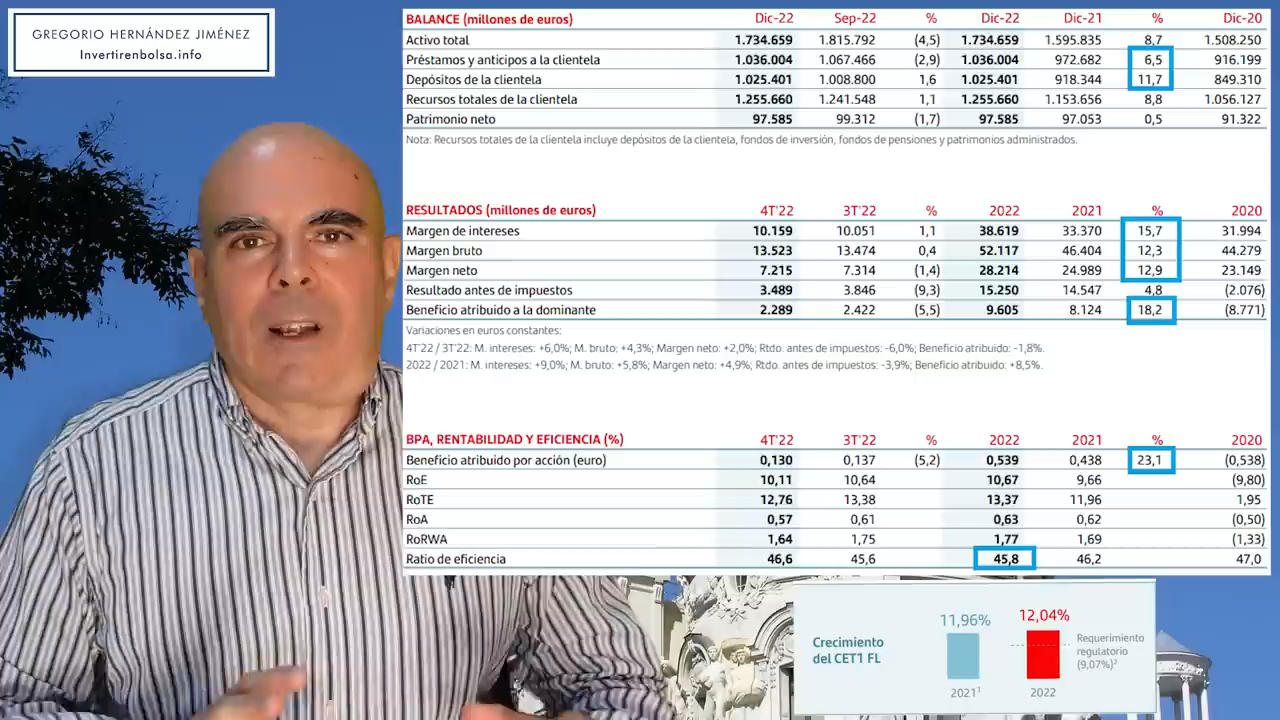 GREGORIO HERNÁNDEZ JIMÉNEZ
Invertirenbolsa.info
BALANCE (millones de euros) Dic-22 Sep-22 % Dic-22 Dic-21 % Dic-20
Activo total 1.734.659 1.815.792 (4,5) 1.734.659 1.595.835 8,7 1.508.250
Préstamos y anticipos a la clientela 1.036.004 1.067.466 (2,9) 1.036.004 972.682 6,5 916.199
Depósitos de la clientela 1.025.401 1.008.800 1,6 1.025.401 918.344 11,7 849.310
Recursos totales de la clientela 1.255.660 1.241.548 1,1 1.255.660 1.153.656 8,8 1.056.127
Patrimonio neto 97.585 99.312 (1,7) 97.585 97.053 0,5 91.322
Nota: Recursos totales de la clientela incluye depósitos de la clientela, fondos de inversión, fondos de pensiones y patrimonios administrados.
RESULTADOS (millones de euros) 4T'22 3T'22 % 2022 2021 % 2020
Margen de intereses 10.159 10.051 1,1 38.619 33.370 15,7 31.994
Margen bruto 13.523 13.474 0,4 52.117 46.404 12,3 44.279
Margen neto 7.215 7.314 (1,4) 28.214 24.989 12,9 23.149
Resultado antes de impuestos 3.489 3.846 (9,3) 15.250 14.547 4,8 (2.076)
Beneficio atribuido a la dominante 2.289 2.422 (5,5) 9.605 8.124 18,2 (8.771)
Variaciones en euros constantes:
4T'22 / 3T'22: M. intereses: +6,0%; M. bruto: +4,3%; Margen neto: +2,0%; Rtdo. antes de impuestos: -6,0%; Beneficio atribuido: -1,8%.
2022 / 2021: M. intereses: +9,0%; M. bruto: +5,8%; Margen neto: +4,9%; Rtdo. antes de impuestos: -3,9%; Beneficio atribuido: +8,5%.
BPA, RENTABILIDAD Y EFICIENCIA (%) 4T'22 3T'22 % 2022 2021 % 2020
Beneficio atribuido por acción (euro) 0,130 0,137 (5,2) 0,539 0,438 23,1 (0,538)
RoE 10,11 10,64 10,67 9,66 (9,80)
RoTE 12,76 13,38 13,37 11,96 1,95
RoA 0,57 0,61 0,63 0,62 (0,50)
RoRWA 1,64 1,75 1,77 1,69 (1,33)
Ratio de eficiencia 46,6 45,6 45,8 46,2 47,0
Crecimiento
del CET1 FL
11,96%
12,04%
Requerimiento
regulatorio
(9,07%)²
2021¹
2022